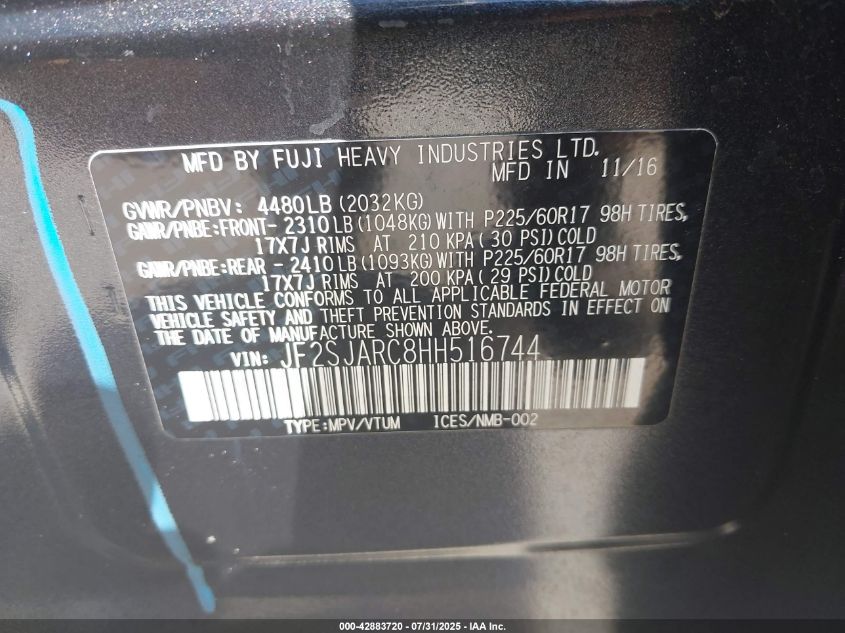 MFD BY FUJI HEAVY INDUSTRIES LTD.
MFD IN 11/16
GVWR/PNBV: 4480LB(2032KG)
GAWR/PNBE:FRONT- 2310 LB(1048KG)WITH P225/60R17 98H TIRES,
17X7J RIMS AT 210 KPA( 30 PSI)COLD
GAWR/PNBE:REAR - 2410LB(1093KG)WITH P225/60R17 98H TIRES,
17X7J RIMS AT 200 KPA( 29 PSI)COLD
THIS VEHICLE CONFORMS TO ALL APPLICABLE FEDERAL MOTOR
VEHICLE SAFETY AND THEFT PREVENTION STANDARDS IN EFFECT ON
THE DATE OF MANUFACTURE SHOWN ABOVE.
VIN: JF2SJARC8HH516744
TYPE:MPV/VTUM ICES/NMB-002
000-42883720 - 07/31/2025 - IAA Inc.